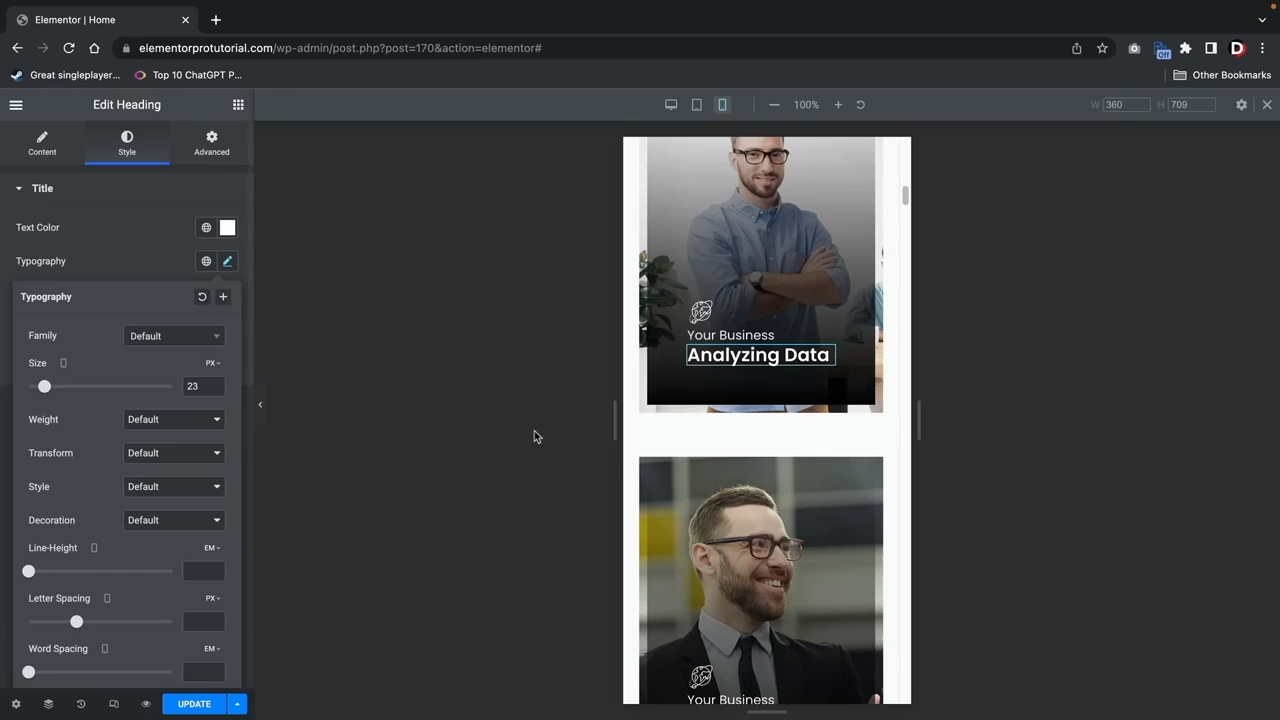 Elementor | Home
elementorprotutorial.com/wp-admin/post.php?post=170&action=elementor#
Off
D
Great singleplayer...
Top 10 ChatGPT P...
Other Bookmarks
Edit Heading
100%
W 360
H 709
Content
Style
Advanced
Title
Text Color
Typography
Typography
Family
Default
Size
PX
23
Weight
Default
Transform
Default
Style
Default
Decoration
Default
Line-Height
EM
Letter Spacing
PX
Word Spacing
EM
UPDATE
Your Business
Analyzing Data
Your Business